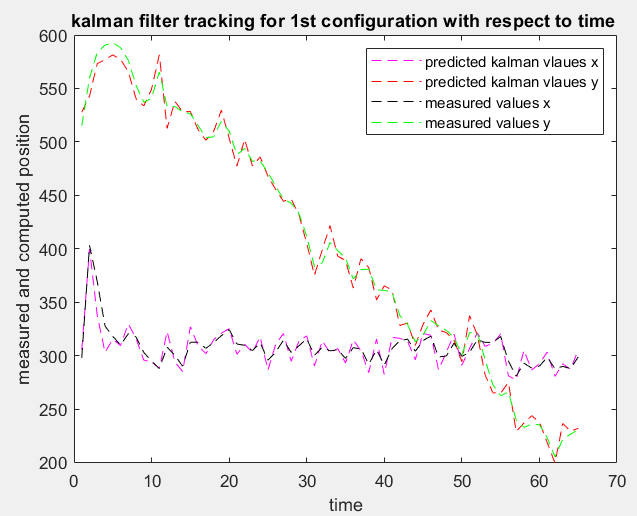 kalman filter tracking for 1st configuration with respect to time
600
550
500
450
400
350
300
250
200
measured and computed position
predicted kalman vlaues x
predicted kalman vlaues y
measured values x
measured values y
0 10 20 30 40 50 60 70
time